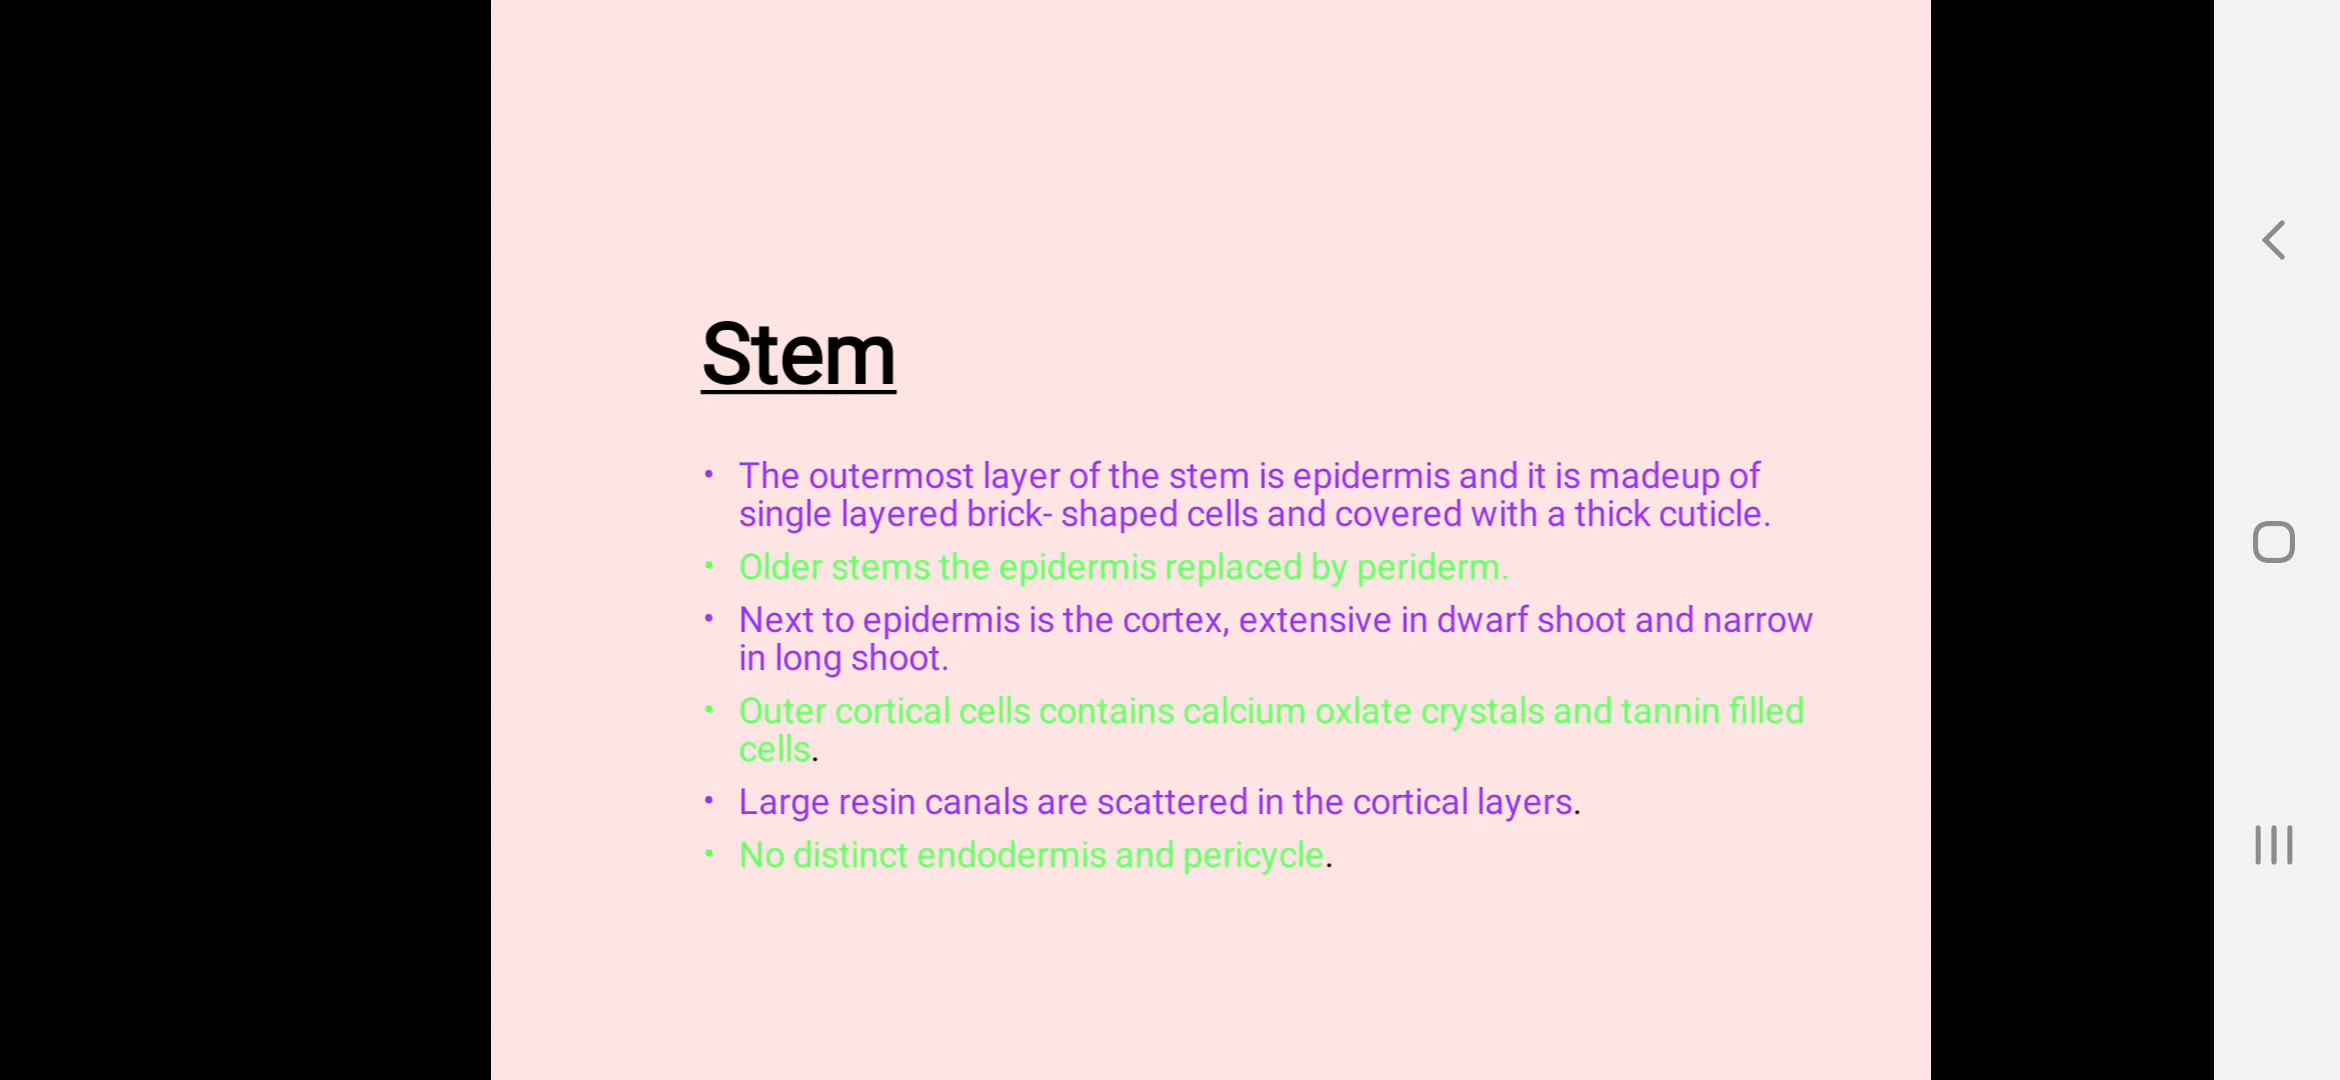 Stem
• The outermost layer of the stem is epidermis and it is madeup of
single layered brick- shaped cells and covered with a thick cuticle.
• Older stems the epidermis replaced by periderm.
• Next to epidermis is the cortex, extensive in dwarf shoot and narrow
in long shoot.
• Outer cortical cells contains calcium oxlate crystals and tannin filled
cells.
• Large resin canals are scattered in the cortical layers.
• No distinct endodermis and pericycle.